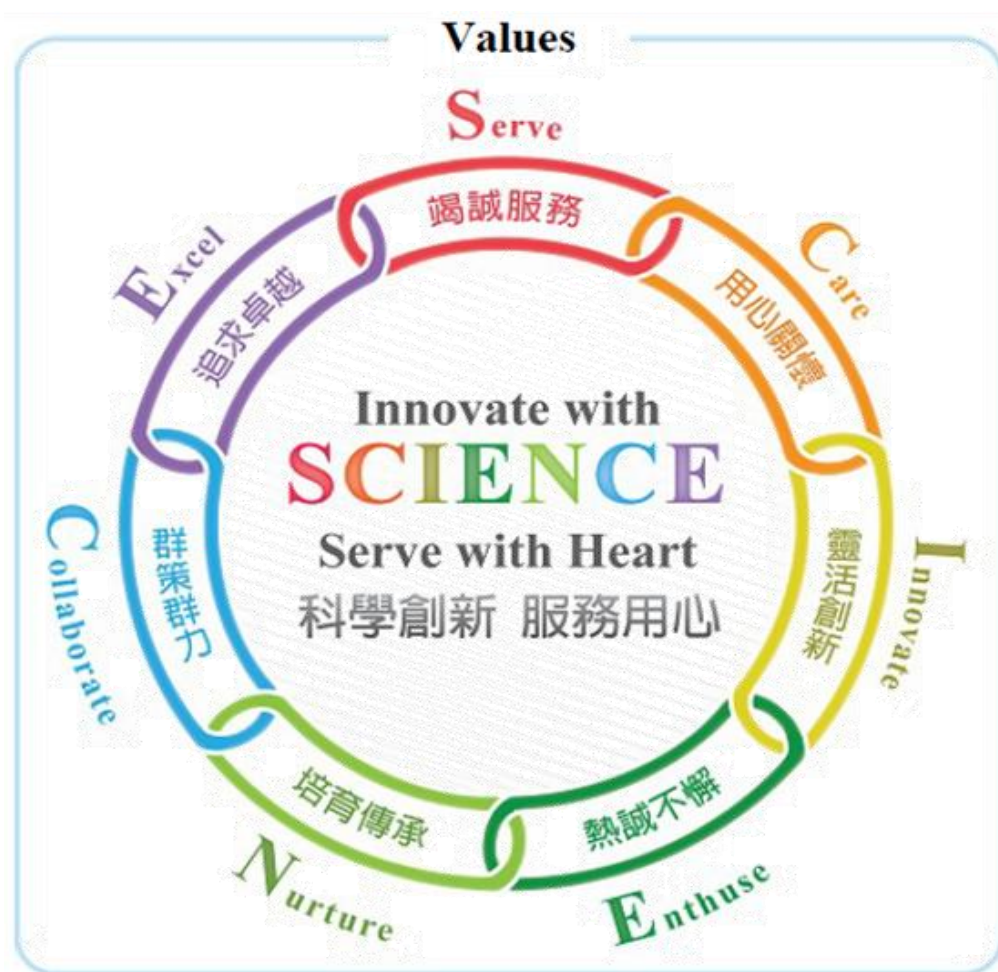 Values
Serve
竭誠服務
Care
用心關懷
Innovate
靈活創新
Enthuse
熱誠不懈
Nurture
培育傳承
Collaborate
群策群力
Excel
追求卓越
Innovate with
SCIENCE
Serve with Heart
科學創新 服務用心